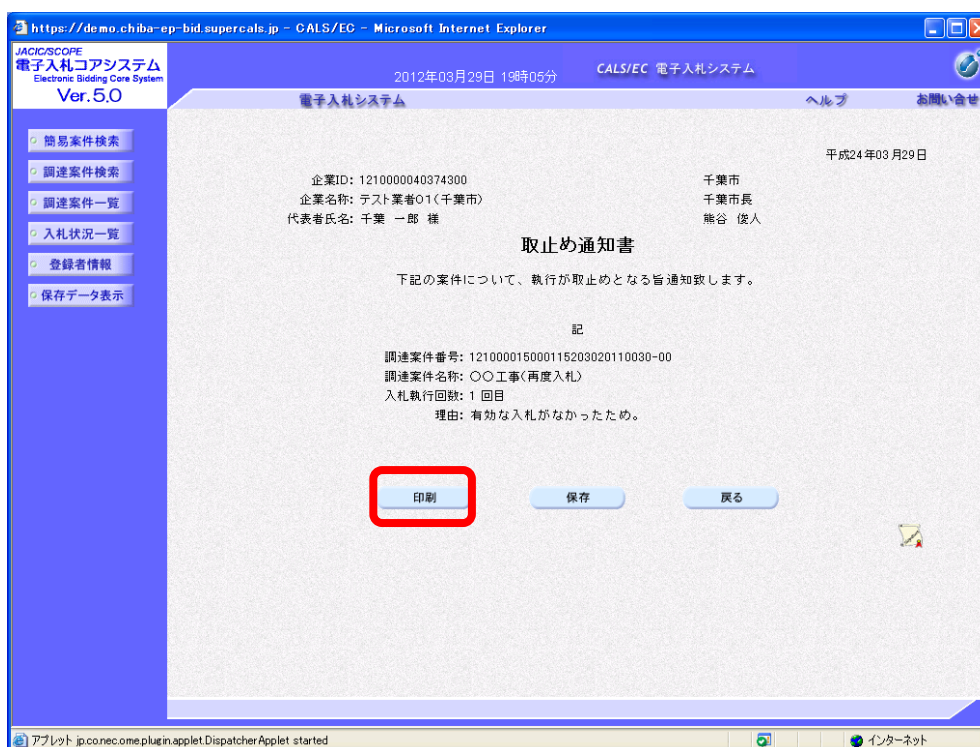 https://demo.chiba-ep-bid.supercals.jp - CALS/EC - Microsoft Internet Explorer
JACIC/SCOPE
電子入札コアシステム
Electronic Bidding Core System
Ver.5.0
2012年03月29日 19時05分
CALS/EC 電子入札システム
電子入札システム
ヘルプ
お問い合せ
簡易案件検索
調達案件検索
調達案件一覧
入札状況一覧
登録者情報
保存データ表示
平成24年03月29日
企業ID: 1210000040374300
千葉市
企業名称: テスト業者01(千葉市)
千葉市長
代表者氏名: 千葉 一郎 様
熊谷 俊人
取止め通知書
下記の案件について、執行が取止めとなる旨通知致します。
記
調達案件番号: 121000015000115203020110030-00
調達案件名称: 〇〇工事(再度入札)
入札執行回数: 1 回目
理由: 有効な入札がなかったため。
印刷
保存
戻る
アプレット jp.co.nec.ome.plugin.applet.DispatcherApplet started
インターネット